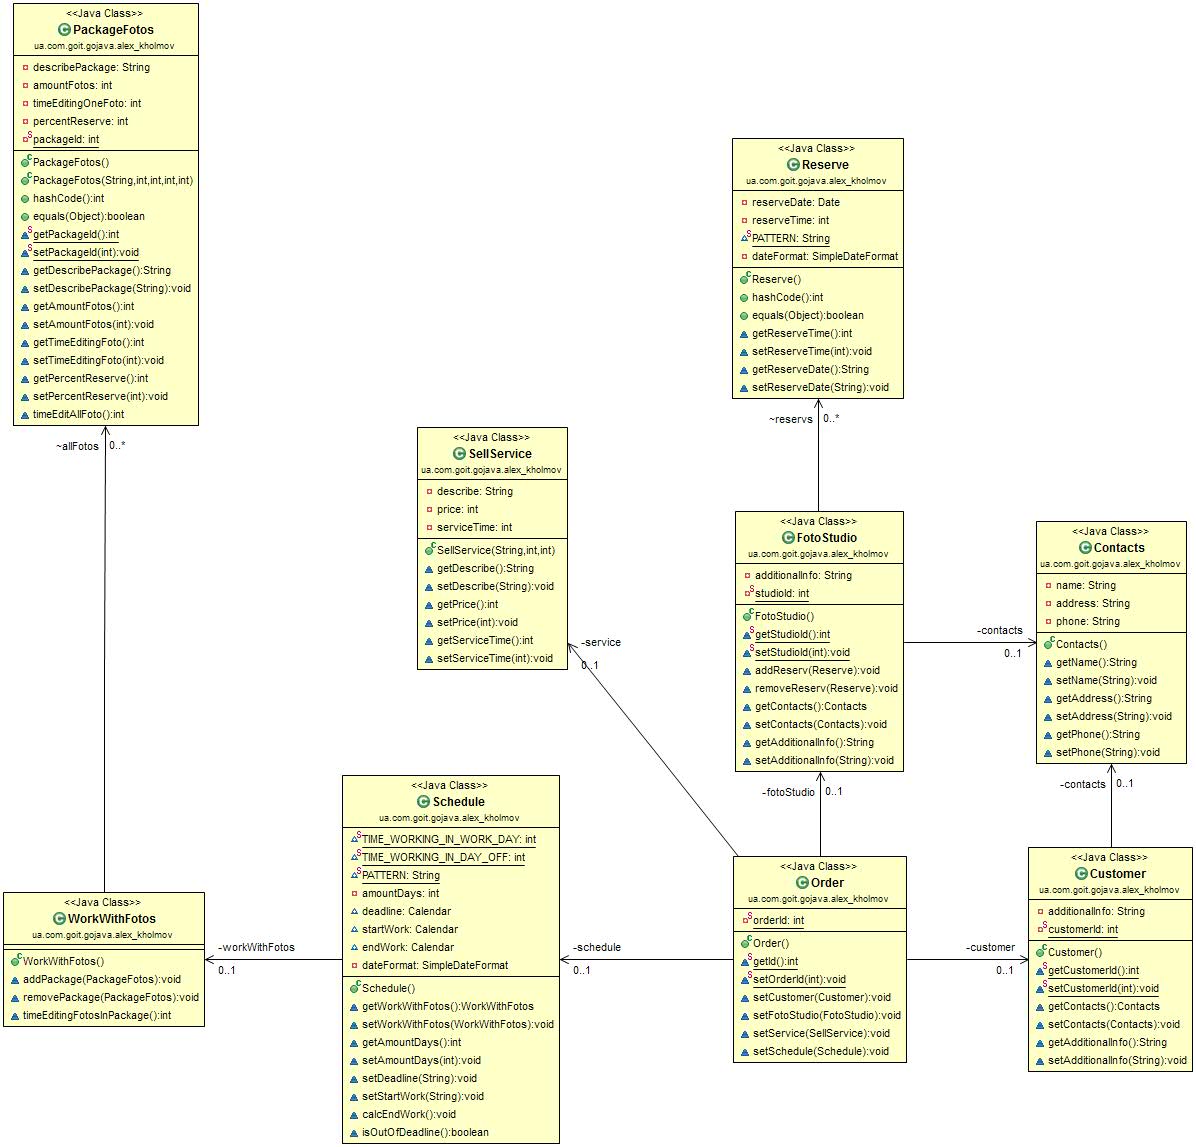 <<Java Class>>
PackageFotos
ua.com.goit.gojava.alex_kholmov
describePackage: String
amountFotos: int
timeEditingOneFoto: int
percentReserve: int
packageId: int
PackageFotos()
PackageFotos(String,int,int,int,int)
hashCode():int
equals(Object):boolean
getPackageId():int
setPackageId(int):void
getDescribePackage():String
setDescribePackage(String):void
getAmountFotos():int
setAmountFotos(int):void
getTimeEditingFoto():int
setTimeEditingFoto(int):void
getPercentReserve():int
setPercentReserve(int):void
timeEditAllFoto():int
~allFotos
0..*
<<Java Class>>
Reserve
ua.com.goit.gojava.alex_kholmov
reserveDate: Date
reserveTime: int
PATTERN: String
dateFormat: SimpleDateFormat
Reserve()
hashCode():int
equals(Object):boolean
getReserveTime():int
setReserveTime(int):void
getReserveDate():String
setReserveDate(String):void
~reservs
0..*
<<Java Class>>
SellService
ua.com.goit.gojava.alex_kholmov
describe: String
price: int
serviceTime: int
SellService(String,int,int)
getDescribe():String
setDescribe(String):void
getPrice():int
setPrice(int):void
getServiceTime():int
setServiceTime(int):void
-service
0..1
<<Java Class>>
FotoStudio
ua.com.goit.gojava.alex_kholmov
additionalInfo: String
studioId: int
FotoStudio()
getStudioId():int
setStudioId(int):void
addReserv(Reserve):void
removeReserv(Reserve):void
getContacts():Contacts
setContacts(Contacts):void
getAdditionalInfo():String
setAdditionalInfo(String):void
-contacts
0..1
<<Java Class>>
Contacts
ua.com.goit.gojava.alex_kholmov
name: String
address: String
phone: String
Contacts()
getName():String
setName(String):void
getAddress():String
setAddress(String):void
getPhone():String
setPhone(String):void
-fotoStudio
0..1
-contacts
0..1
<<Java Class>>
Schedule
ua.com.goit.gojava.alex_kholmov
TIME_WORKING_IN_WORK_DAY: int
TIME_WORKING_IN_DAY_OFF: int
PATTERN: String
amountDays: int
deadline: Calendar
startWork: Calendar
endWork: Calendar
dateFormat: SimpleDateFormat
Schedule()
getWorkWithFotos():WorkWithFotos
setWorkWithFotos(WorkWithFotos):void
getAmountDays():int
setAmountDays(int):void
setDeadline(String):void
setStartWork(String):void
calcEndWork():void
isOutOfDeadline():boolean
<<Java Class>>
WorkWithFotos
ua.com.goit.gojava.alex_kholmov
WorkWithFotos()
addPackage(PackageFotos):void
removePackage(PackageFotos):void
timeEditingFotosInPackage():int
-workWithFotos
0..1
-schedule
0..1
<<Java Class>>
Order
ua.com.goit.gojava.alex_kholmov
orderId: int
Order()
getId():int
setOrderId(int):void
setCustomer(Customer):void
setFotoStudio(FotoStudio):void
setService(SellService):void
setSchedule(Schedule):void
-customer
0..1
<<Java Class>>
Customer
ua.com.goit.gojava.alex_kholmov
additionalInfo: String
customerId: int
Customer()
getCustomerId():int
setCustomerId(int):void
getContacts():Contacts
setContacts(Contacts):void
getAdditionalInfo():String
setAdditionalInfo(String):void